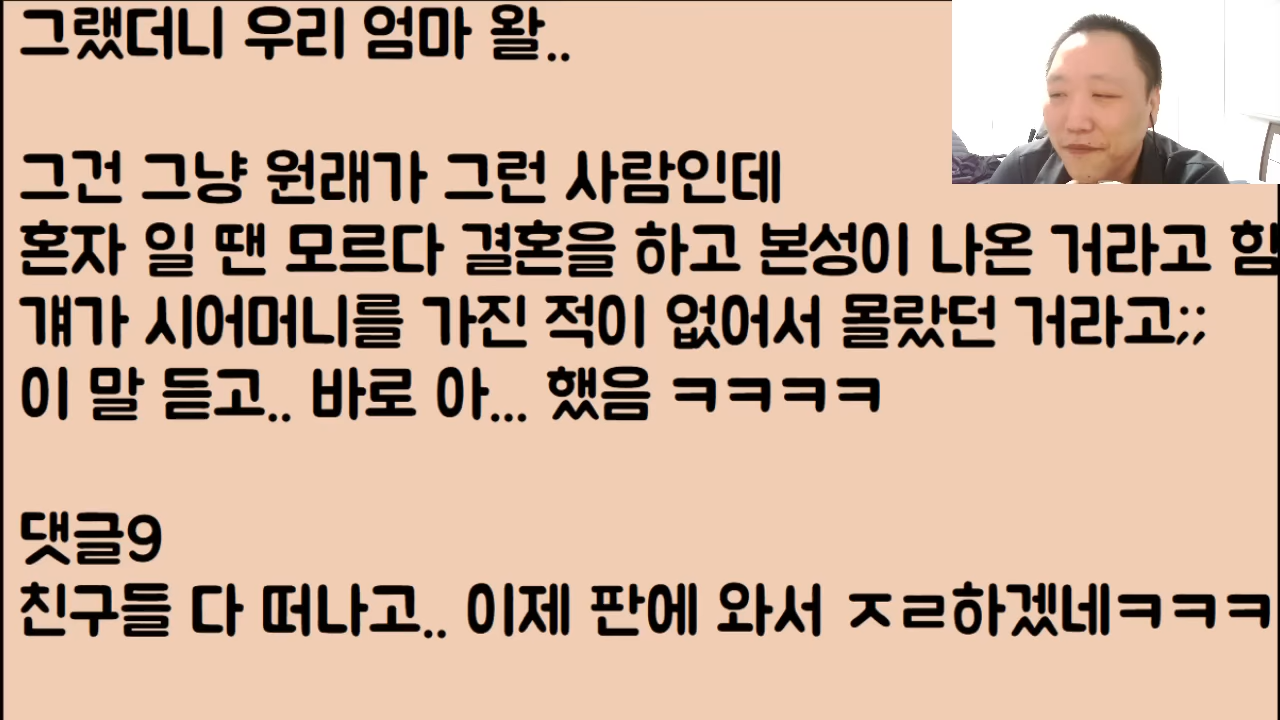 그랬더니 우리 엄마 왈..
그건 그냥 원래가 그런 사람인데
혼자 일 땐 모르다 결혼을 하고 본성이 나온 거라고 함
걔가 시어머니를 가진 적이 없어서 몰랐던 거라고;;
이 말 듣고.. 바로 아... 했음 ㅋㅋㅋㅋ
댓글9
친구들 다 떠나고.. 이제 판에 와서 ㅈㄹ하겠네ㅋㅋㅋ